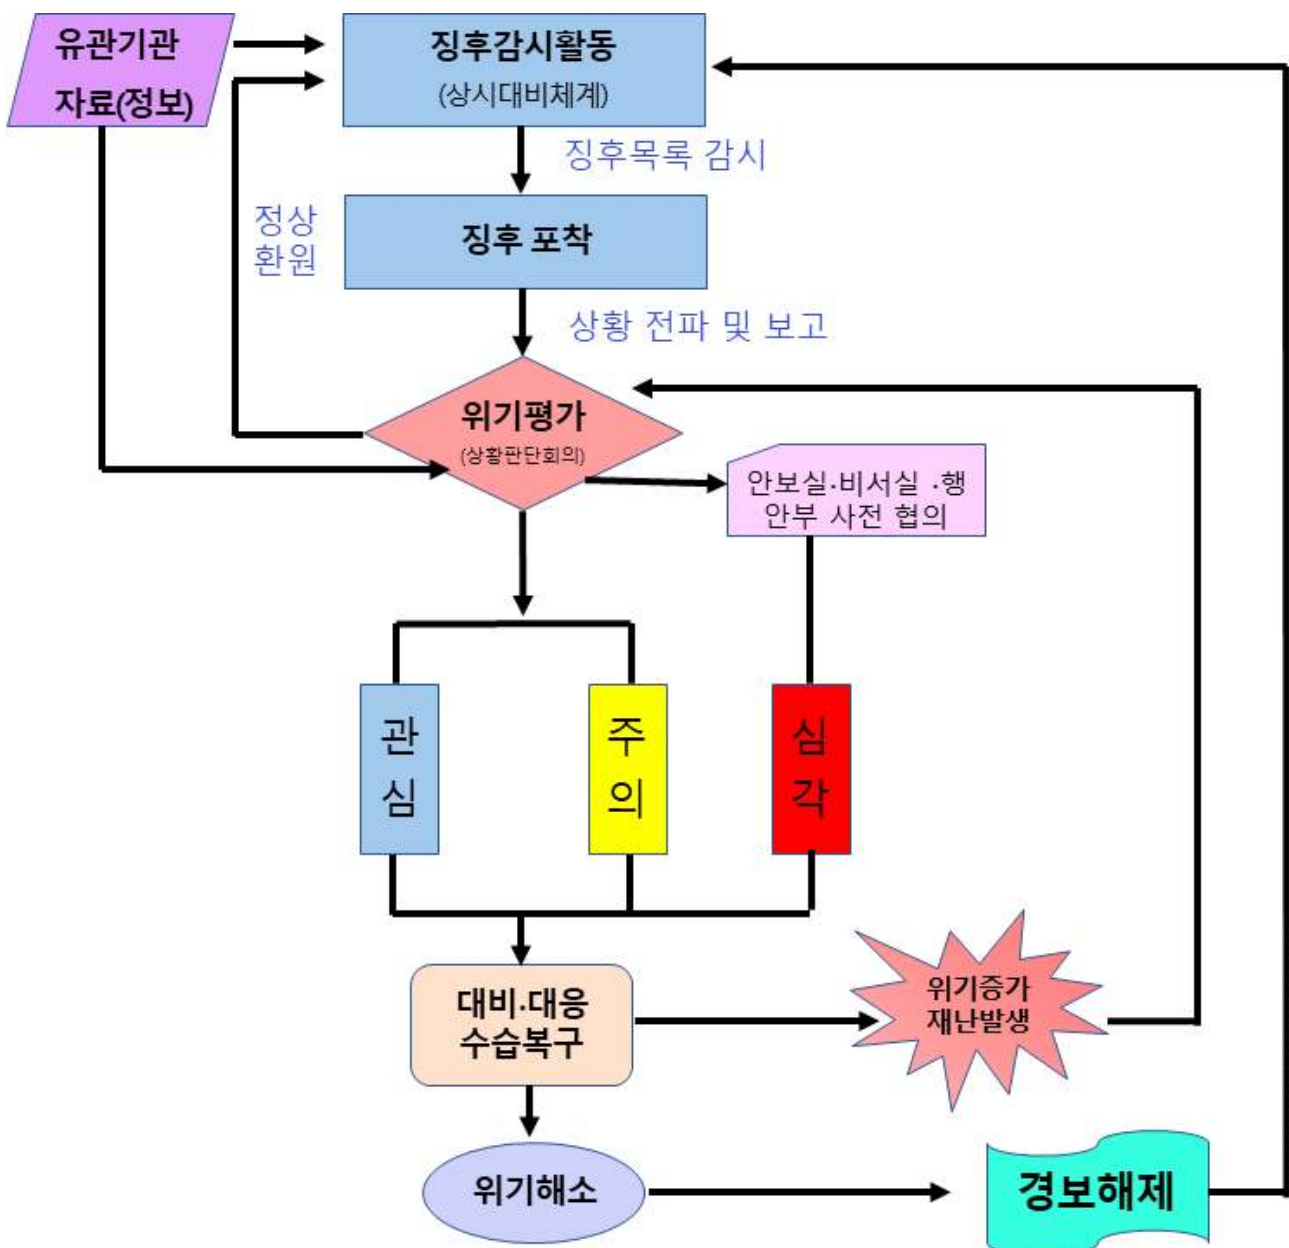 유관기관
자료(정보)
징후감시활동
(상시대비체계)
징후목록 감시
정상
환원
징후 포착
상황 전파 및 보고
위기평가
(상황판단회의)
안보실·비서실 ·행
안부 사전 협의
관
심
주
의
심
각
대비·대응
수습복구
위기증가
재난발생
위기해소
경보해제